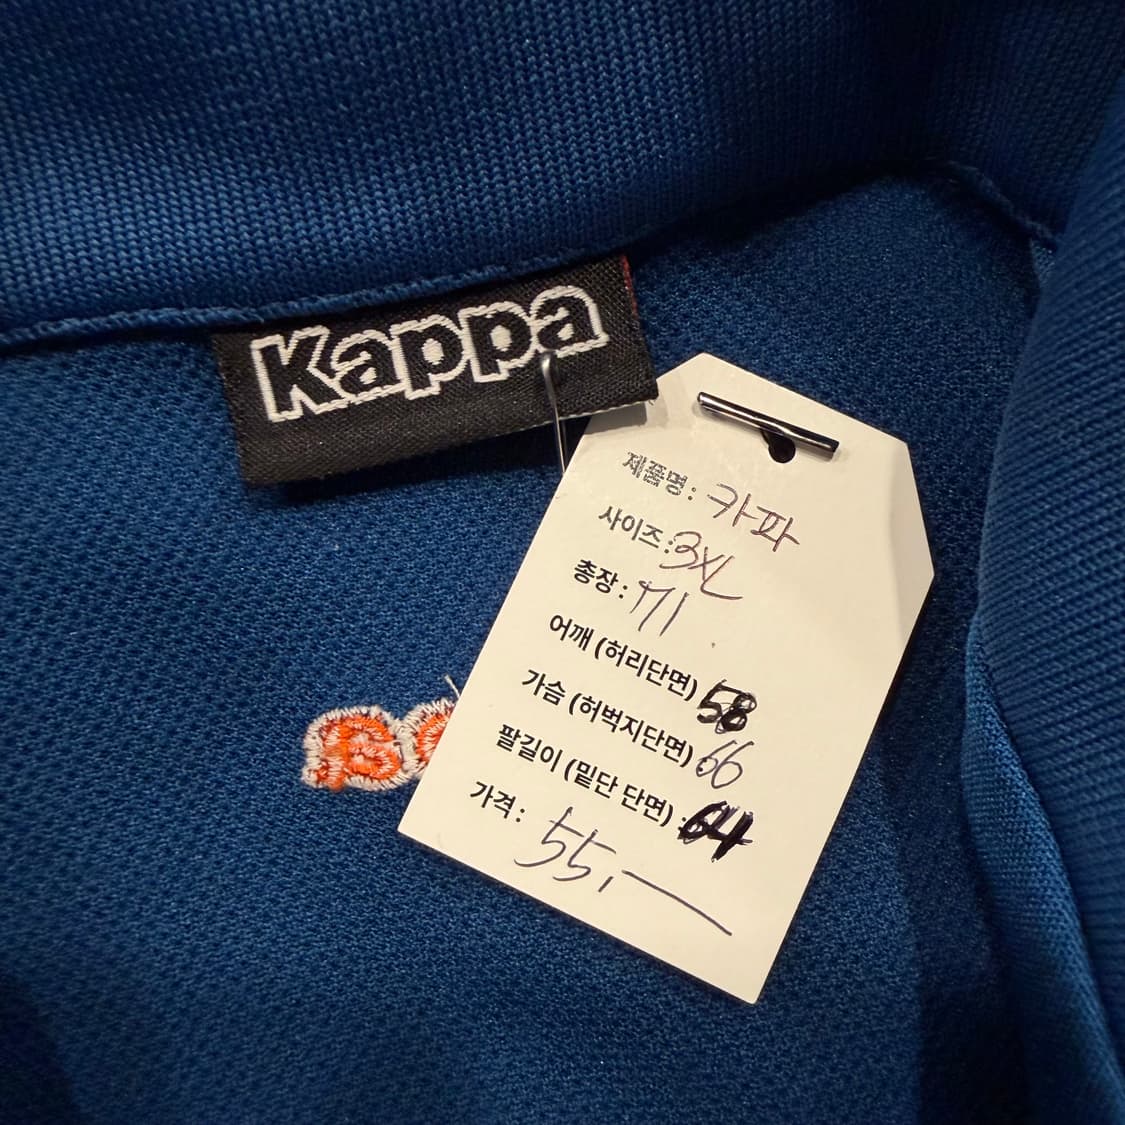 Kappa
제품명: 카파
사이즈: 3XL
총장: 71
어깨 (허리단면) 58
가슴 (허벅지단면) 66
팔길이 (밑단 단면) : 64
가격: 55,—